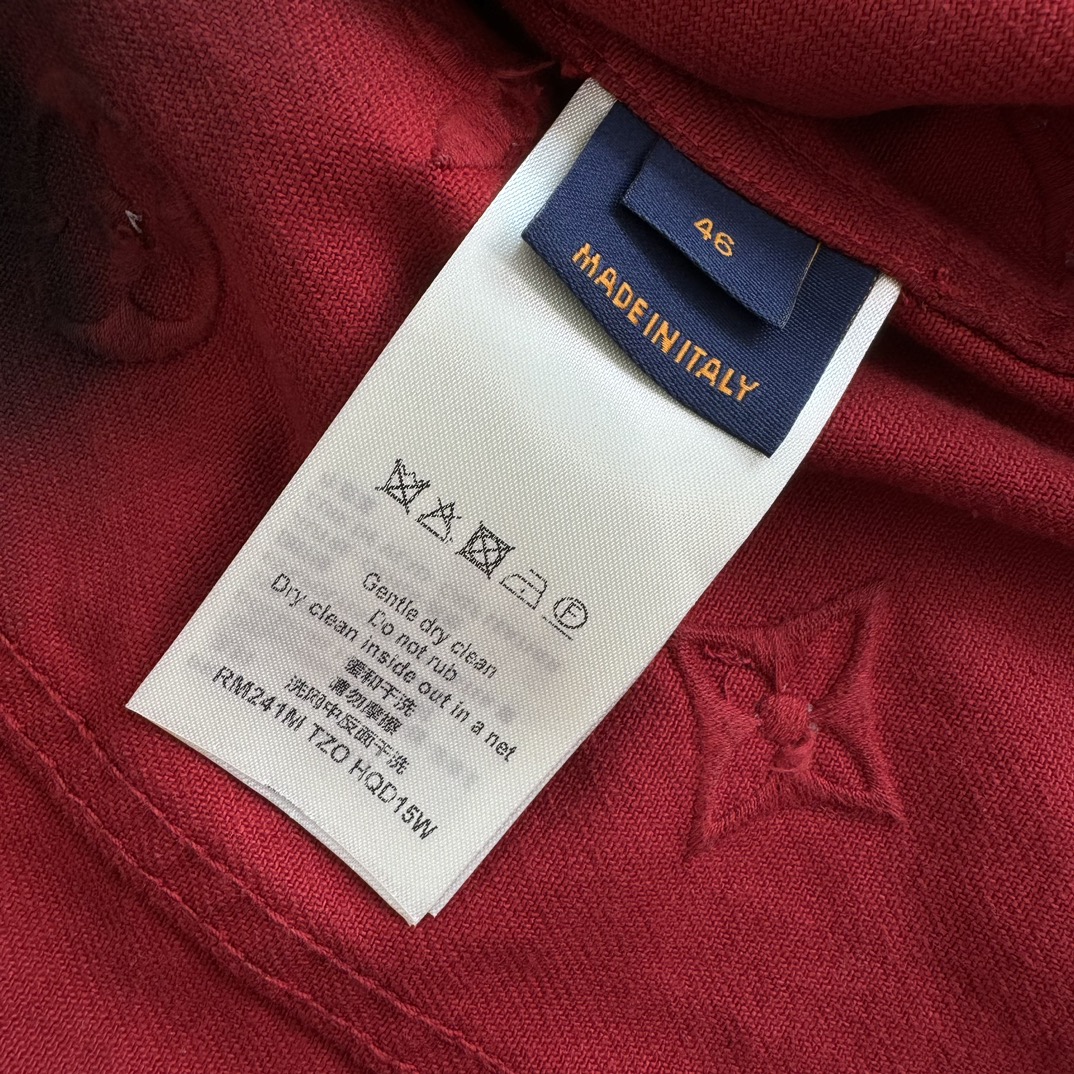 46
MADE IN ITALY
Gentle dry clean
Do not rub
Dry clean inside out in a net
缓和干洗
请勿摩擦
洗网中反面干洗
RM241M TZO HQD15W